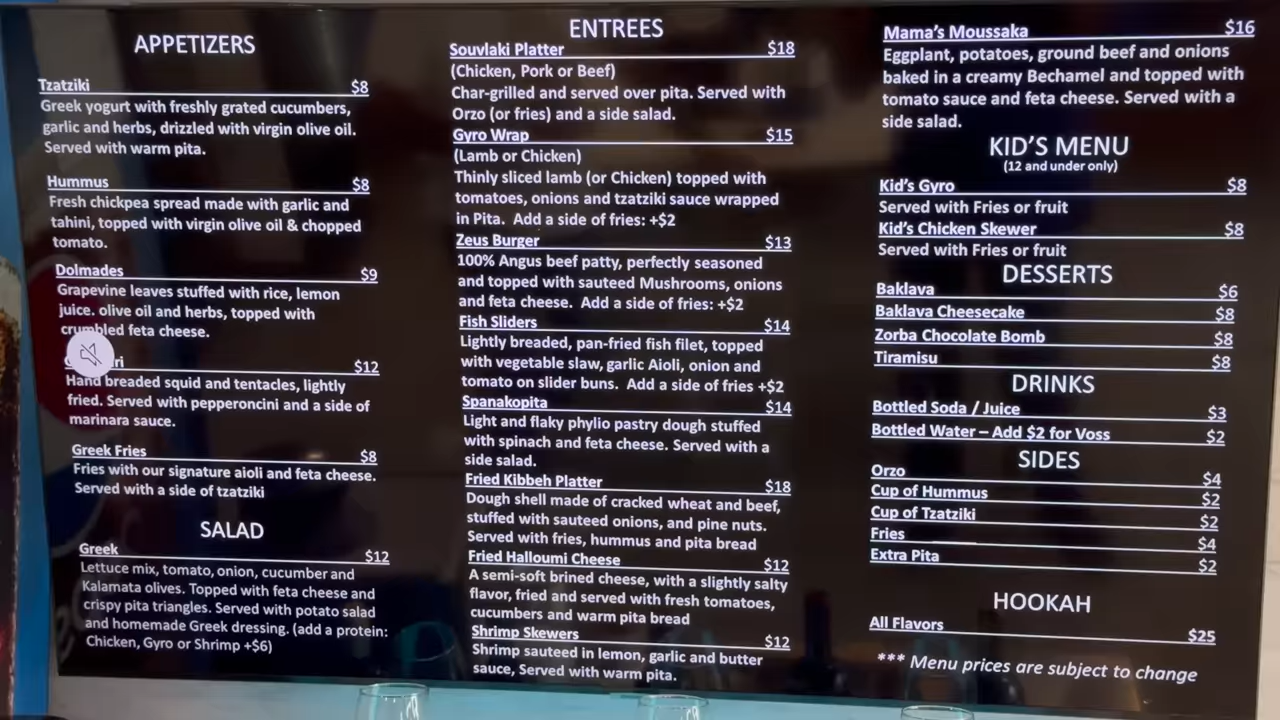 APPETIZERS
Tzatziki $8
Greek yogurt with freshly grated cucumbers,
garlic and herbs, drizzled with virgin olive oil.
Served with warm pita.
Hummus $8
Fresh chickpea spread made with garlic and
tahini, topped with virgin olive oil & chopped
tomato.
Dolmades $9
Grapevine leaves stuffed with rice, lemon
juice. olive oil and herbs, topped with
crumbled feta cheese.
$12
Hand breaded squid and tentacles, lightly
fried. Served with pepperoncini and a side of
marinara sauce.
Greek Fries $8
Fries with our signature aioli and feta cheese.
Served with a side of tzatziki
SALAD
Greek $12
Lettuce mix, tomato, onion, cucumber and
Kalamata olives. Topped with feta cheese and
crispy pita triangles. Served with potato salad
and homemade Greek dressing. (add a protein:
Chicken, Gyro or Shrimp +$6)
ENTREES
Souvlaki Platter $18
(Chicken, Pork or Beef)
Char-grilled and served over pita. Served with
Orzo (or fries) and a side salad.
Gyro Wrap $15
(Lamb or Chicken)
Thinly sliced lamb (or Chicken) topped with
tomatoes, onions and tzatziki sauce wrapped
in Pita. Add a side of fries: +$2
Zeus Burger $13
100% Angus beef patty, perfectly seasoned
and topped with sauteed Mushrooms, onions
and feta cheese. Add a side of fries: +$2
Fish Sliders $14
Lightly breaded, pan-fried fish filet, topped
with vegetable slaw, garlic Aioli, onion and
tomato on slider buns. Add a side of fries +$2
Spanakopita $14
Light and flaky phylio pastry dough stuffed
with spinach and feta cheese. Served with a
side salad.
Fried Kibbeh Platter $18
Dough shell made of cracked wheat and beef,
stuffed with sauteed onions, and pine nuts.
Served with fries, hummus and pita bread
Fried Halloumi Cheese $12
A semi-soft brined cheese, with a slightly salty
flavor, fried and served with fresh tomatoes,
cucumbers and warm pita bread
Shrimp Skewers $12
Shrimp sauteed in lemon, garlic and butter
sauce, Served with warm pita.
Mama's Moussaka $16
Eggplant, potatoes, ground beef and onions
baked in a creamy Bechamel and topped with
tomato sauce and feta cheese. Served with a
side salad.
KID'S MENU
(12 and under only)
Kid's Gyro $8
Served with Fries or fruit
Kid's Chicken Skewer $8
Served with Fries or fruit
DESSERTS
Baklava $6
Baklava Cheesecake $8
Zorba Chocolate Bomb $8
Tiramisu $8
DRINKS
Bottled Soda / Juice $3
Bottled Water – Add $2 for Voss $2
SIDES
Orzo $4
Cup of Hummus $2
Cup of Tzatziki $2
Fries $4
Extra Pita $2
HOOKAH
All Flavors $25
*** Menu prices are subject to change